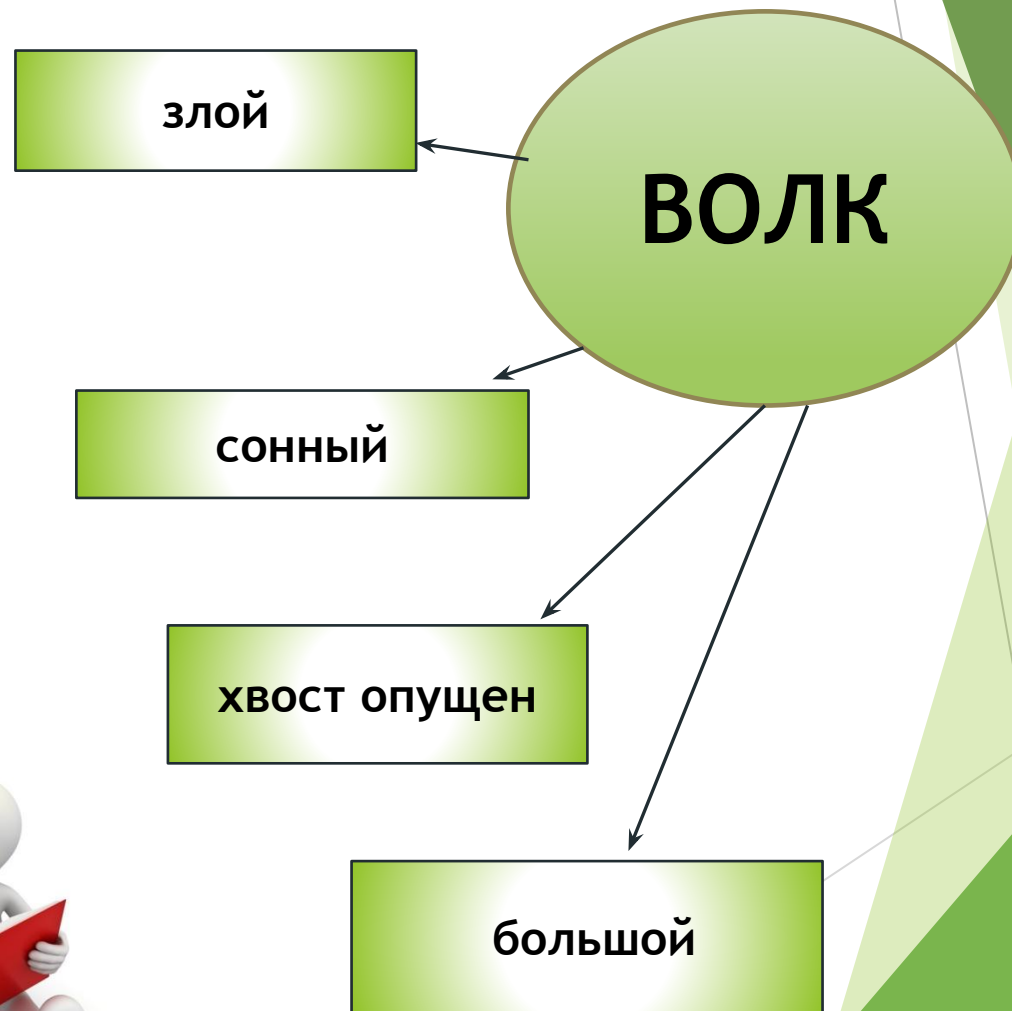 злой
ВОЛК
сонный
хвост опущен
большой